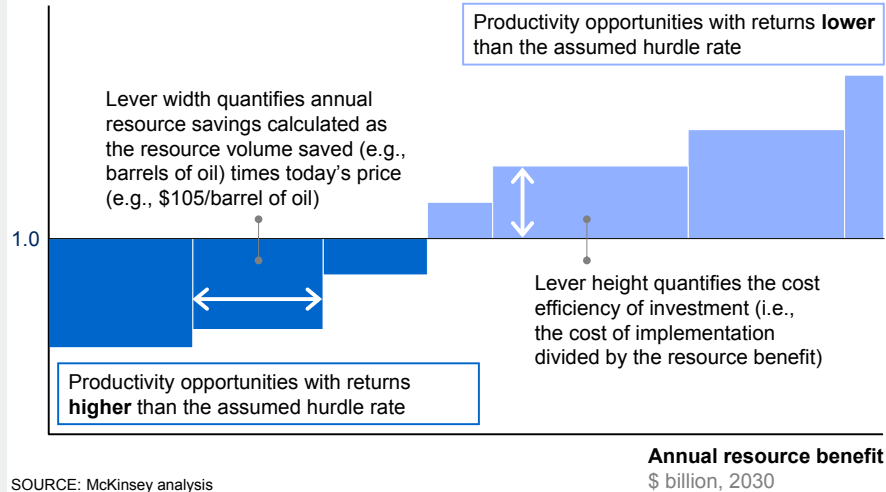 Productivity opportunities with returns lower
than the assumed hurdle rate
Lever width quantifies annual
resource savings calculated as
the resource volume saved (e.g.,
barrels of oil) times today’s price
(e.g., $105/barrel of oil)
1.0
Lever height quantifies the cost
efficiency of investment (i.e.,
the cost of implementation
divided by the resource benefit)
Productivity opportunities with returns
higher than the assumed hurdle rate
Annual resource benefit
$ billion, 2030
SOURCE: McKinsey analysis